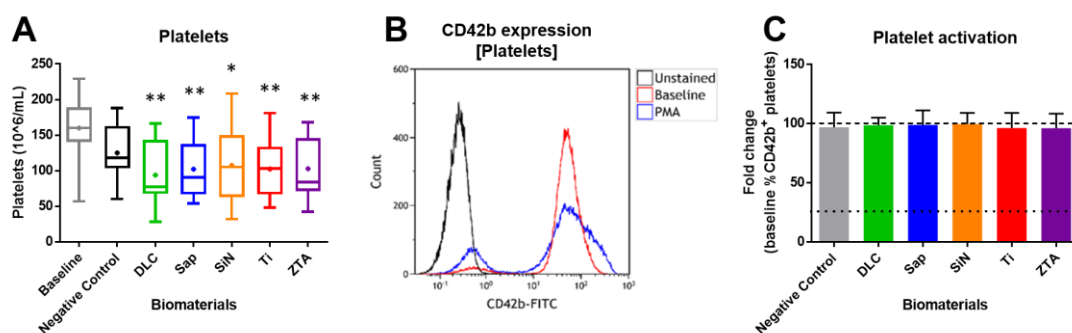 A
Platelets
Platelets (10^6/mL)
250
200
150
100
50
0
**
**
*
**
**
Baseline
Negative Control
DLC
Sap
SiN
Ti
ZTA
Biomaterials
B
CD42b expression
[Platelets]
Count
600
400
200
0
Unstained
Baseline
PMA
10⁻¹
10⁰
10¹
10²
10³
CD42b-FITC
C
Platelet activation
Fold change
(baseline % CD42b⁺ platelets)
150
100
50
0
Negative Control
DLC
Sap
SiN
Ti
ZTA
Biomaterials